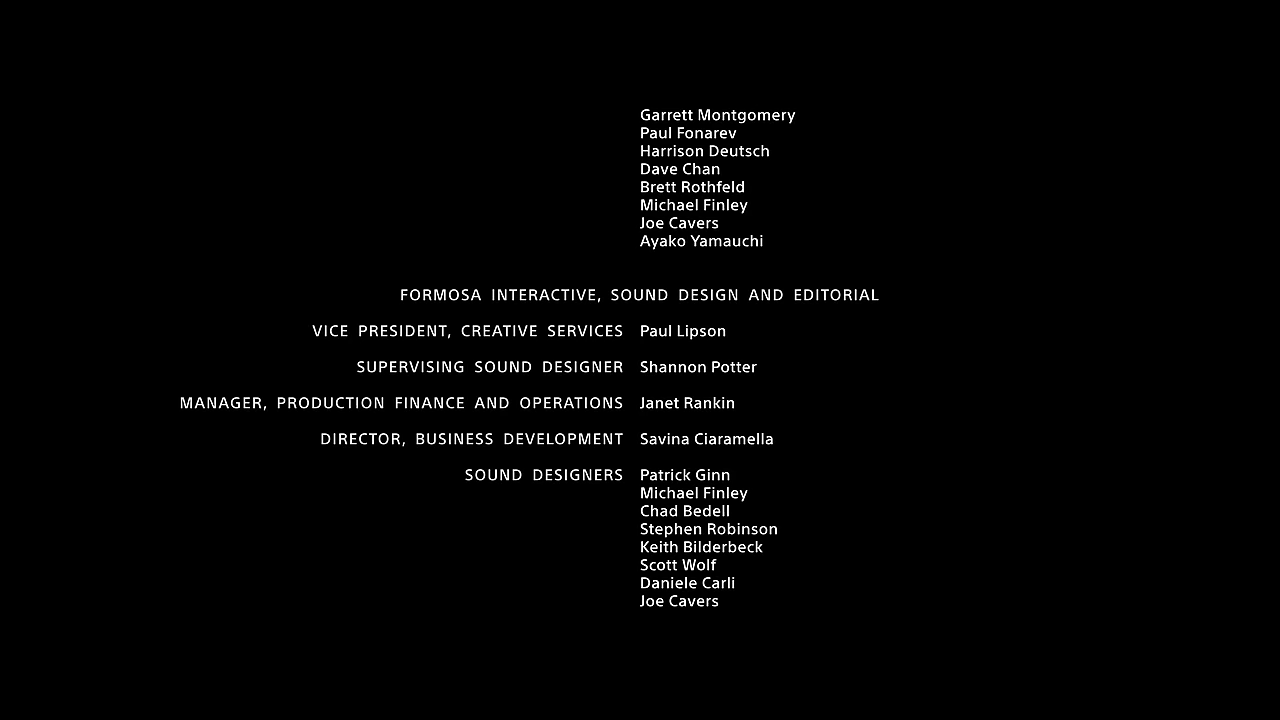 Garrett Montgomery
Paul Fonarev
Harrison Deutsch
Dave Chan
Brett Rothfeld
Michael Finley
Joe Cavers
Ayako Yamauchi
FORMOSA INTERACTIVE, SOUND DESIGN AND EDITORIAL
VICE PRESIDENT, CREATIVE SERVICES Paul Lipson
SUPERVISING SOUND DESIGNER Shannon Potter
MANAGER, PRODUCTION FINANCE AND OPERATIONS Janet Rankin
DIRECTOR, BUSINESS DEVELOPMENT Savina Ciaramella
SOUND DESIGNERS Patrick Ginn
Michael Finley
Chad Bedell
Stephen Robinson
Keith Bilderbeck
Scott Wolf
Daniele Carli
Joe Cavers